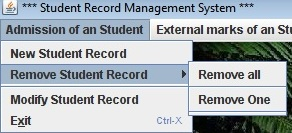 *** Student Record Management System ***
Admission of an Student External marks of an St
New Student Record
Remove Student Record Remove all
Remove One
Modify Student Record
Exit Ctrl-X